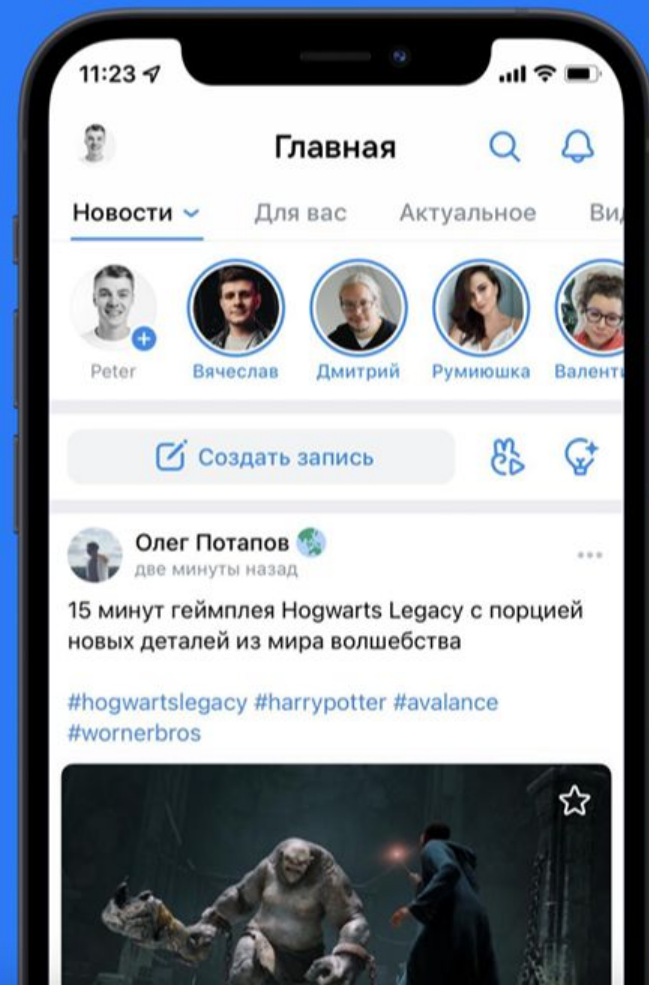 11:23
Главная
Новости Для вас Актуальное
Peter Вячеслав Дмитрий Румиюшка
Создать запись
Олег Потапов
две минуты назад
15 минут геймплея Hogwarts Legacy с порцией
новых деталей из мира волшебства
#hogwartslegacy #harrypotter #avalance
#wornerbros